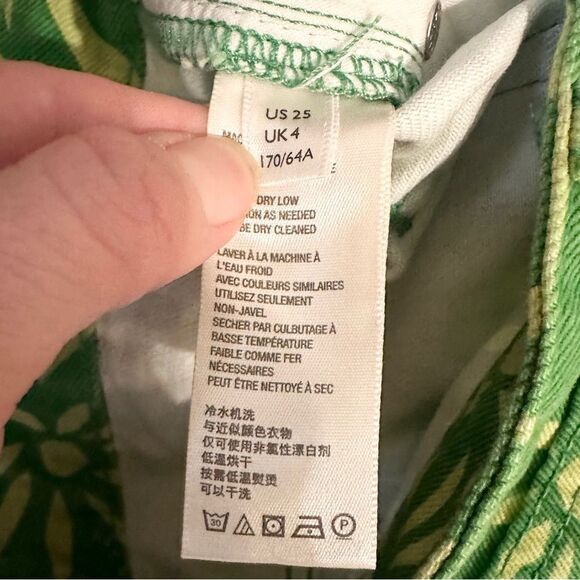 US 25
UK 4
170/64A
DRY LOW
AS NEEDED
BE DRY CLEANED
LAVER À LA MACHINE À
L'EAU FROID
AVEC COULEURS SIMILAIRES
UTILISEZ SEULEMENT
NON-JAVEL
SECHER PAR CULBUTAGE À
BASSE TEMPÉRATURE
FAIBLE COMME FER
NÉCESSAIRES
PEUT ÊTRE NETTOYÉ À SEC
冷水机洗
与近似颜色衣物
仅可使用非氯性漂白剂
低温烘干
按需低温熨烫
可以干洗
30
P